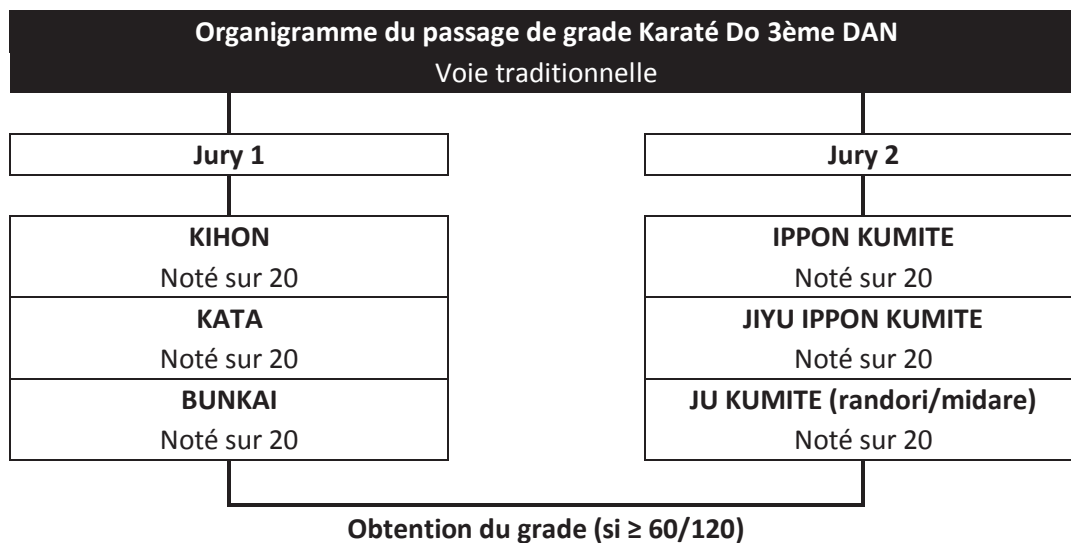 Organigramme du passage de grade Karaté Do 3ème DAN
Voie traditionnelle
Jury 1
KIHON
Noté sur 20
KATA
Noté sur 20
BUNKAI
Noté sur 20
Jury 2
IPPON KUMITE
Noté sur 20
JIYU IPPON KUMITE
Noté sur 20
JU KUMITE (randori/midare)
Noté sur 20
Obtention du grade (si ≥ 60/120)